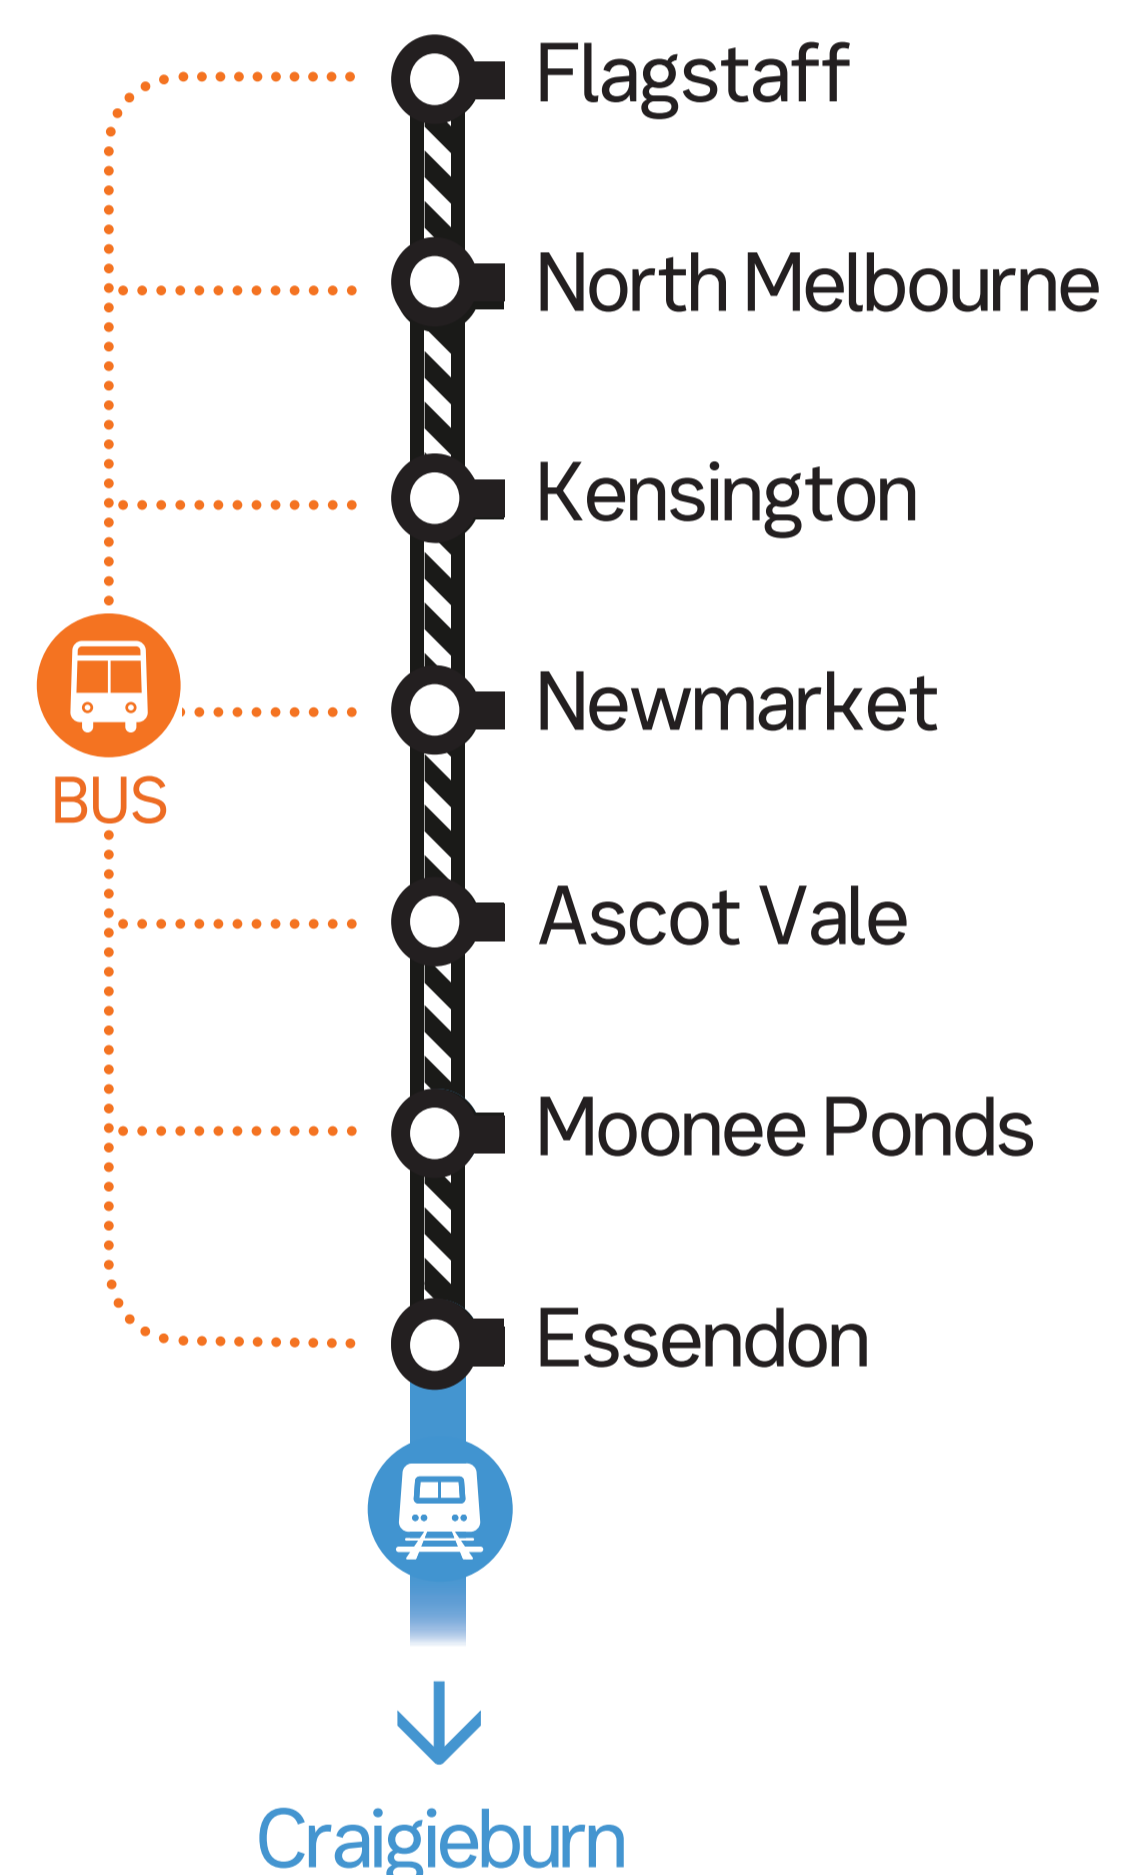 Flagstaff
North Melbourne
Kensington
Newmarket
BUS
Ascot Vale
Moonee Ponds
Essendon
Craigieburn